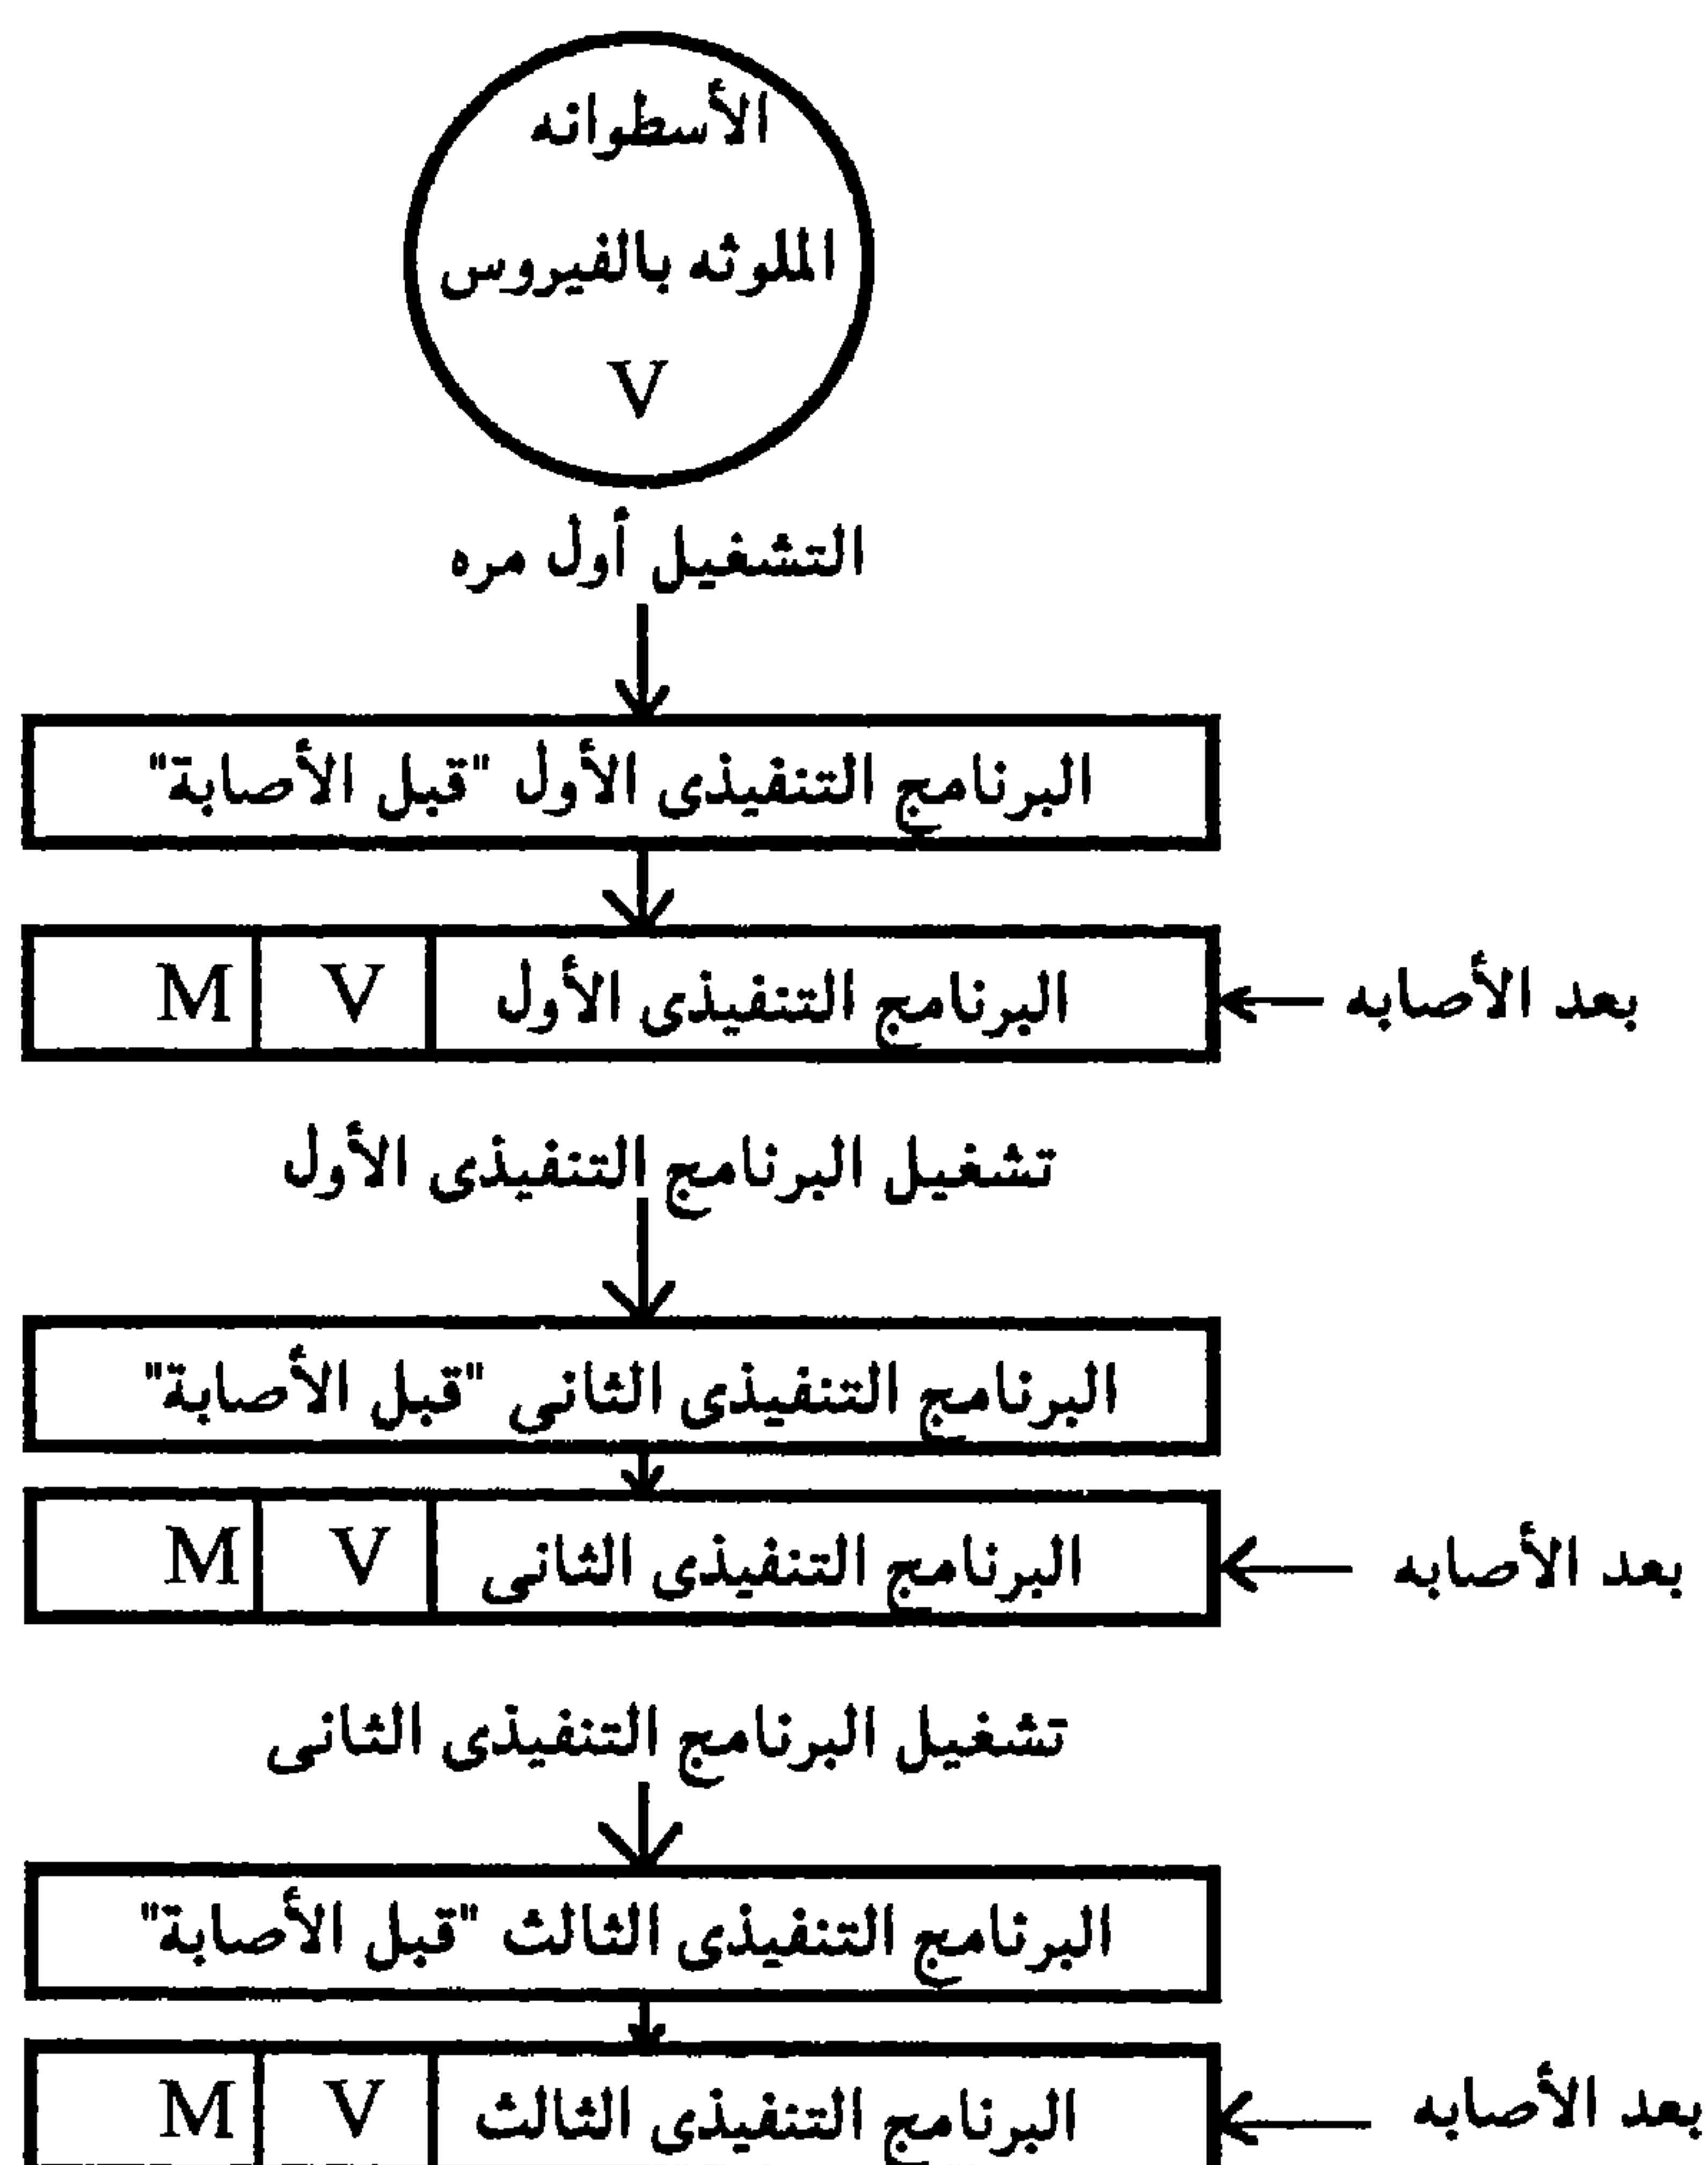 الأسطوانه
الملوثه بالفيروس
V
التشغيل أول مره
البرنامج التنفيذى الأول "قبل الأصابة"
بعد الأصابه
البرنامج التنفيذى الأول V M
تشغيل البرنامج التنفيذى الأول
البرنامج التنفيذى الثانى "قبل الأصابة"
بعد الأصابه
البرنامج التنفيذى الثانى V M
تشغيل البرنامج التنفيذى الثانى
البرنامج التنفيذى الثالث "قبل الأصابة"
بعد الأصابه
البرنامج التنفيذى الثالث V M